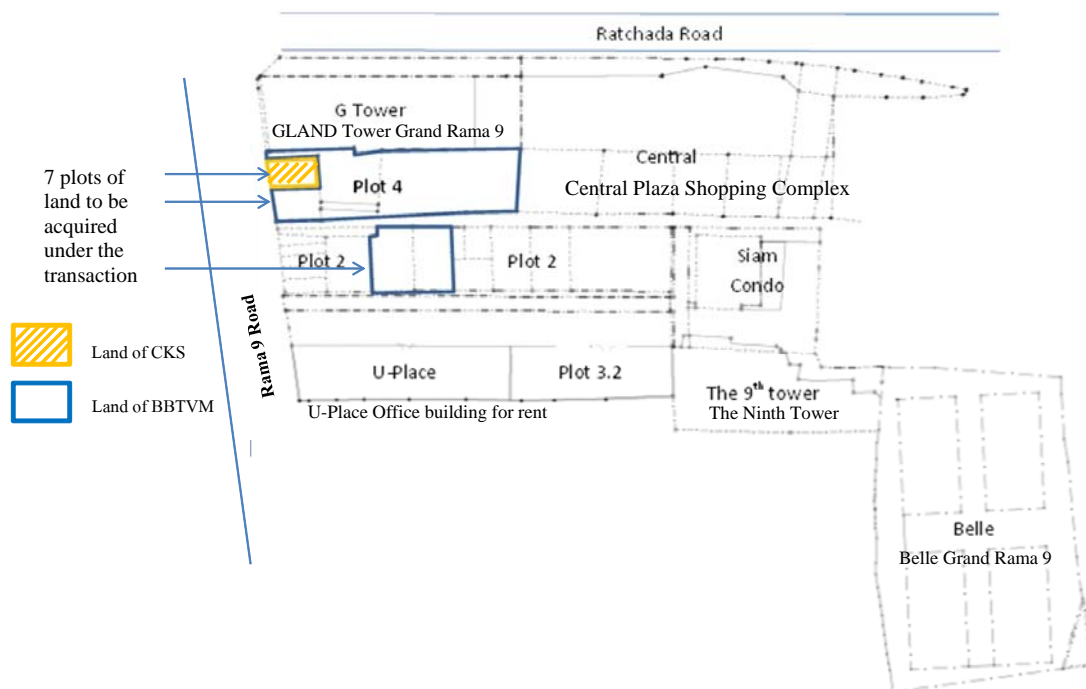 Ratchada Road
G Tower
GLAND Tower Grand Rama 9
Central
Central Plaza Shopping Complex
7 plots of
land to be
acquired
under the
transaction
Plot 4
Plot 2
Plot 2
Siam
Condo
Rama 9 Road
Land of CKS
Land of BBTVM
U-Place
Plot 3.2
U-Place Office building for rent
The 9th tower
The Ninth Tower
Belle
Belle Grand Rama 9